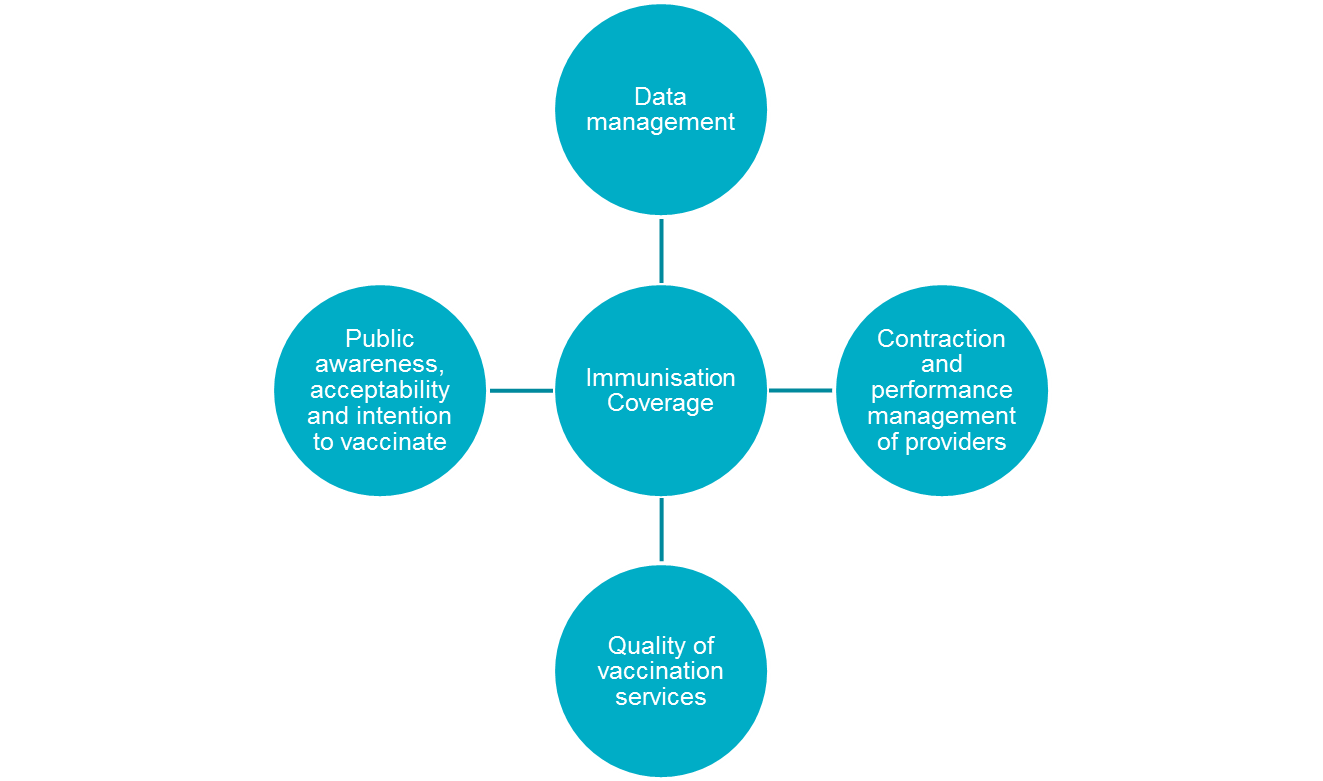 Data
management
Public
awareness,
acceptability
and intention
to vaccinate
Immunisation
Coverage
Contraction
and
performance
management
of providers
Quality of
vaccination
services